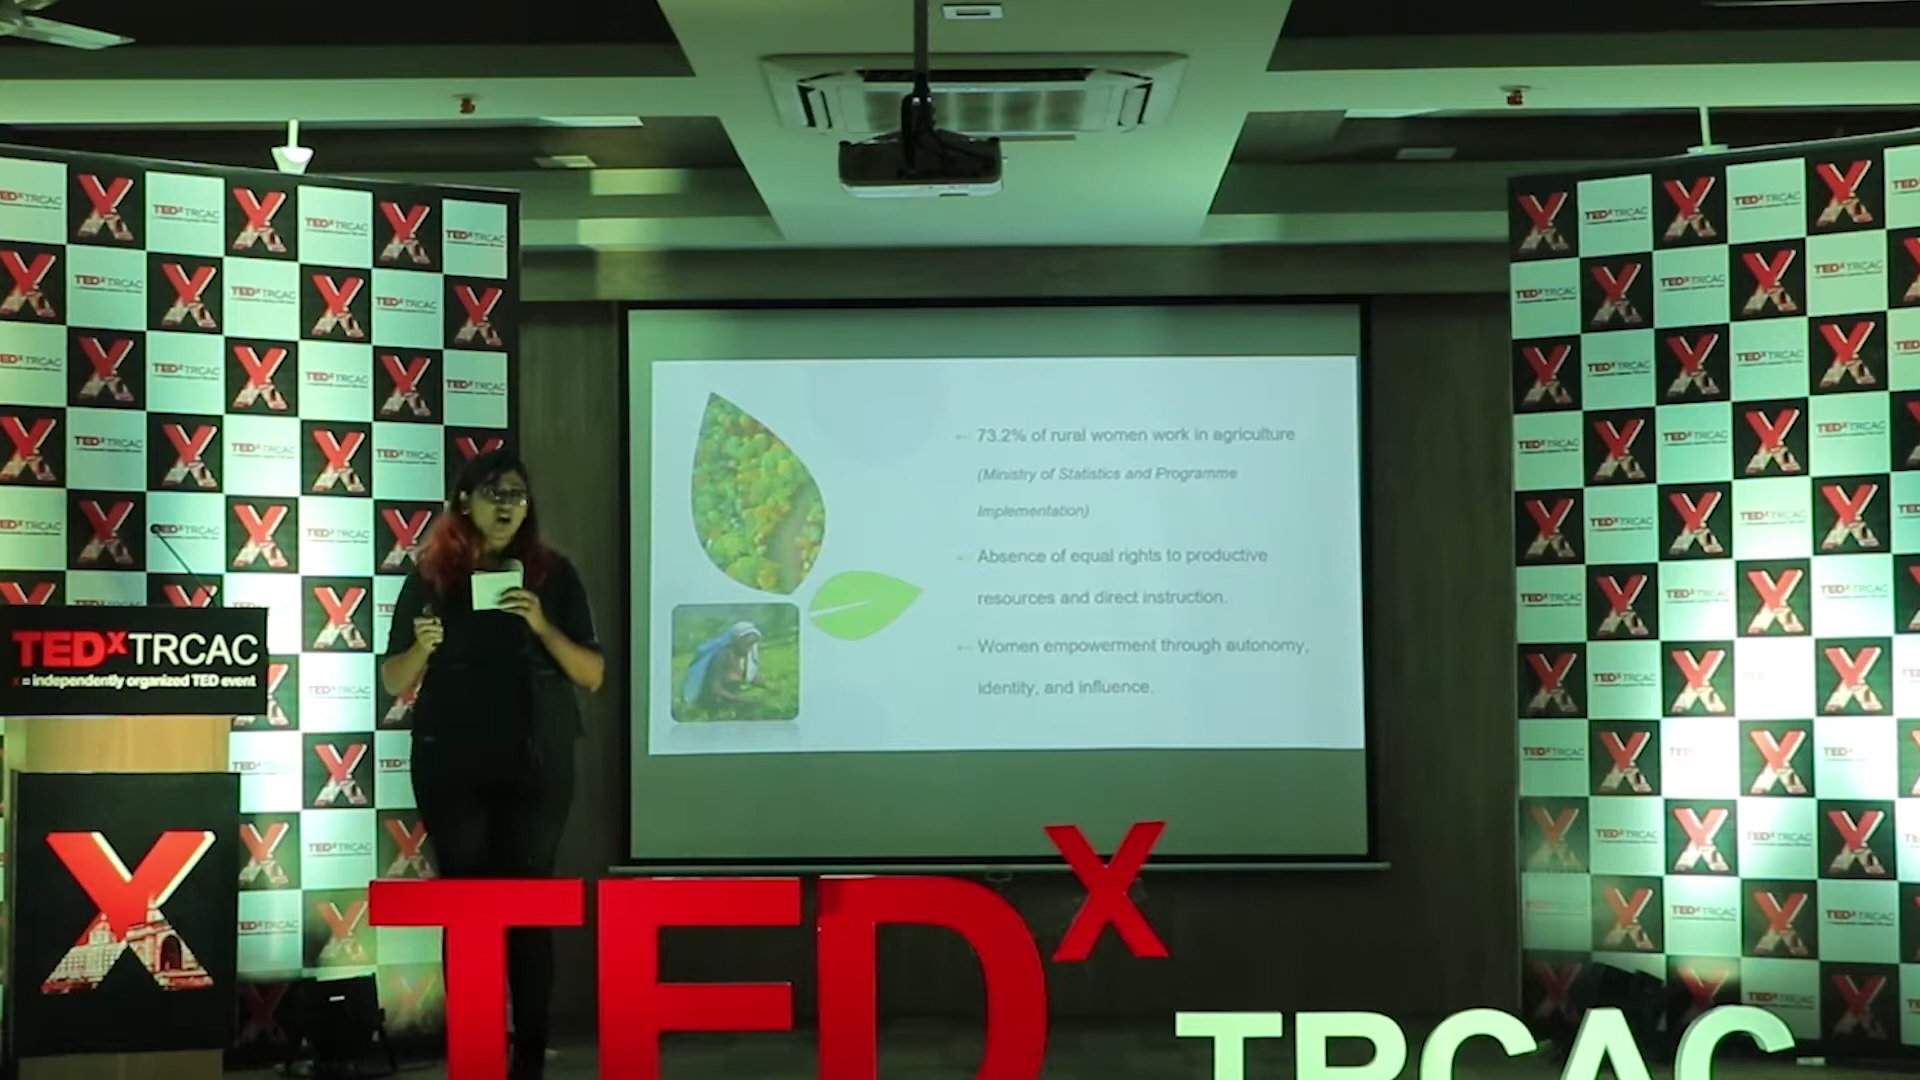 73.2% of rural women work in agriculture
(Ministry of Statistics and Programme
Implementation)
Absence of equal rights to productive
resources and direct instruction.
Women empowerment through autonomy,
identity, and influence.
TEDxTRCAC
x = independently organized TED event
X
TEDx
TRCAC